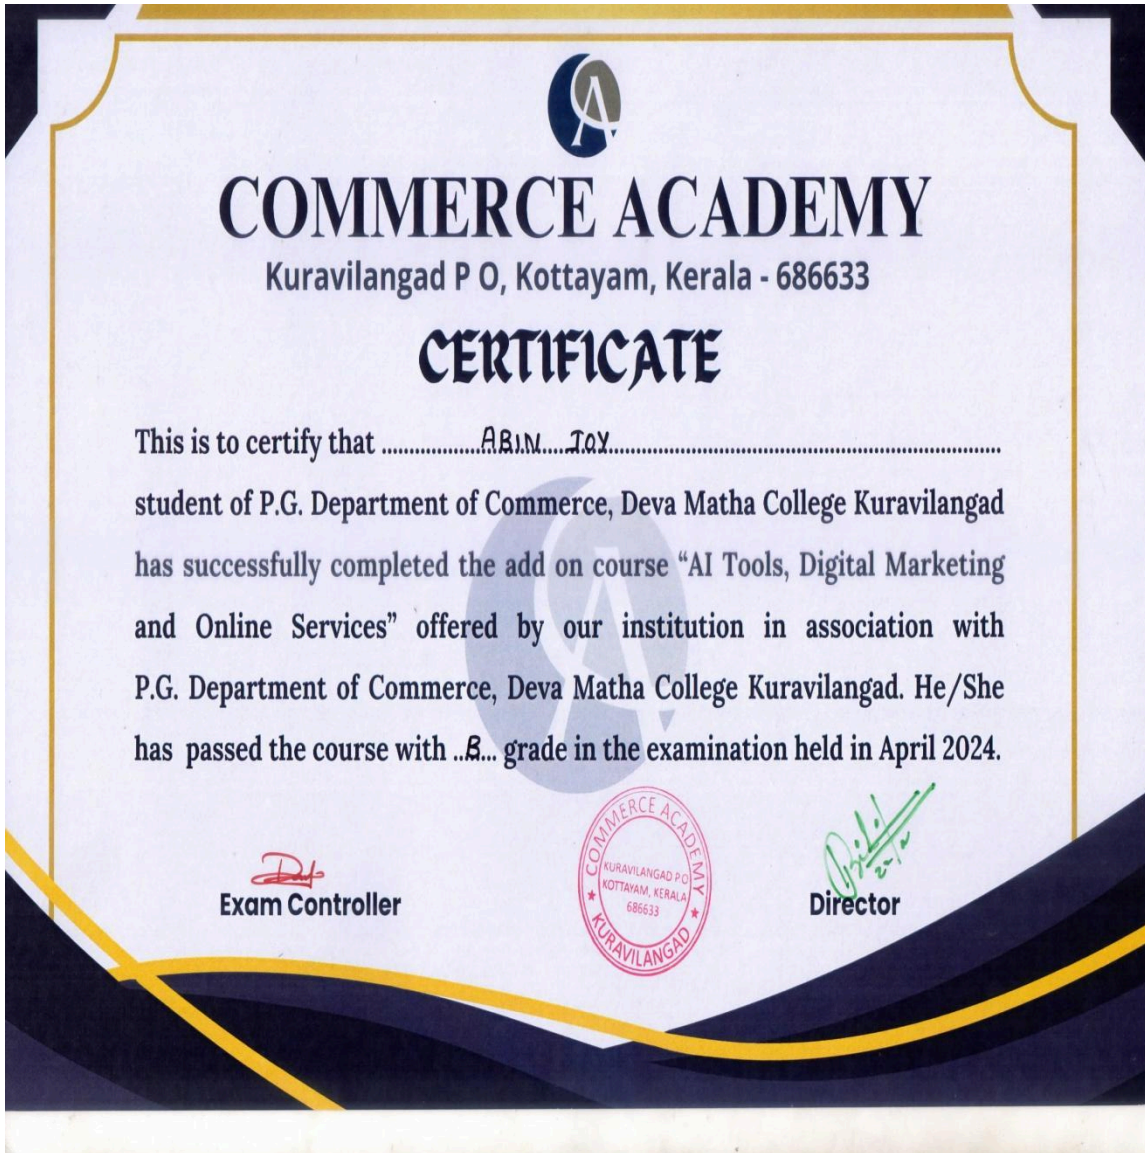 COMMERCE ACADEMY
Kuravilangad P O, Kottayam, Kerala - 686633
CERTIFICATE
This is to certify that ..................ABIN....JOY..........................................................................
student of P.G. Department of Commerce, Deva Matha College Kuravilangad
has successfully completed the add on course “AI Tools, Digital Marketing
and Online Services” offered by our institution in association with
P.G. Department of Commerce, Deva Matha College Kuravilangad. He/She
has passed the course with ..B... grade in the examination held in April 2024.
Exam Controller
COMMERCE ACADEMY
KURAVILANGAD P O
KOTTAYAM, KERALA
686633
★ KURAVILANGAD ★
Director